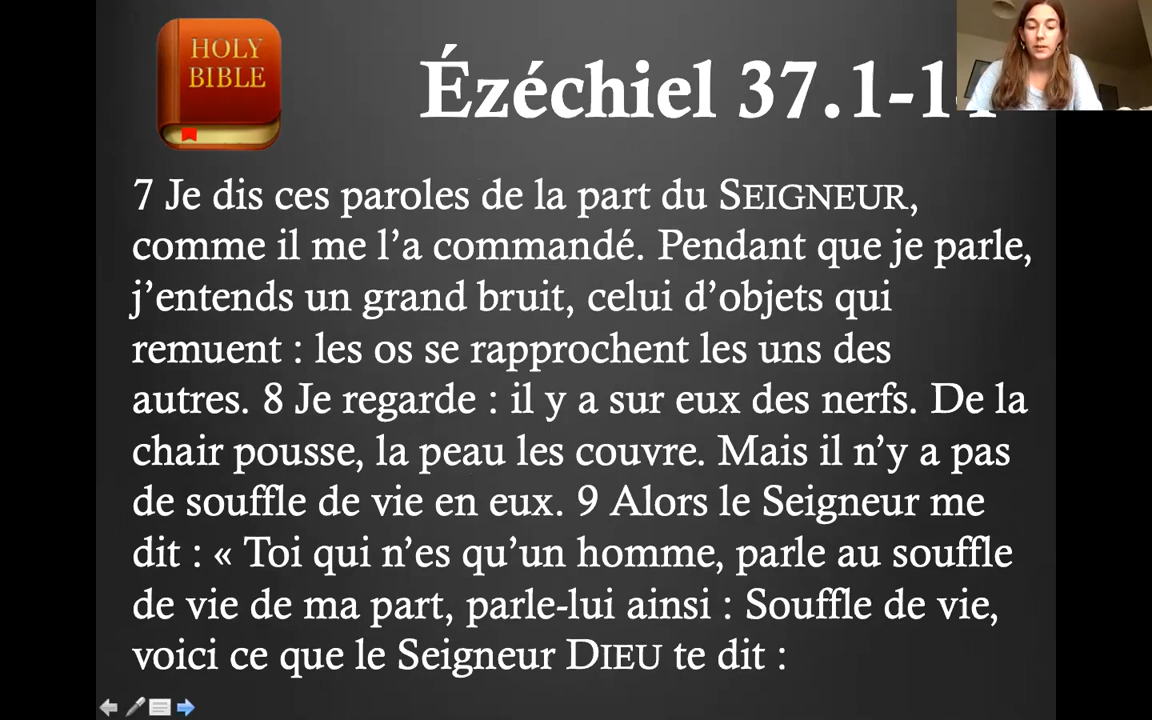 HOLY
BIBLE
Ézéchiel 37.1-1
7 Je dis ces paroles de la part du SEIGNEUR,
comme il me l’a commandé. Pendant que je parle,
j’entends un grand bruit, celui d’objets qui
remuent : les os se rapprochent les uns des
autres. 8 Je regarde : il y a sur eux des nerfs. De la
chair pousse, la peau les couvre. Mais il n’y a pas
de souffle de vie en eux. 9 Alors le Seigneur me
dit : « Toi qui n’es qu’un homme, parle au souffle
de vie de ma part, parle-lui ainsi : Souffle de vie,
voici ce que le Seigneur DIEU te dit :